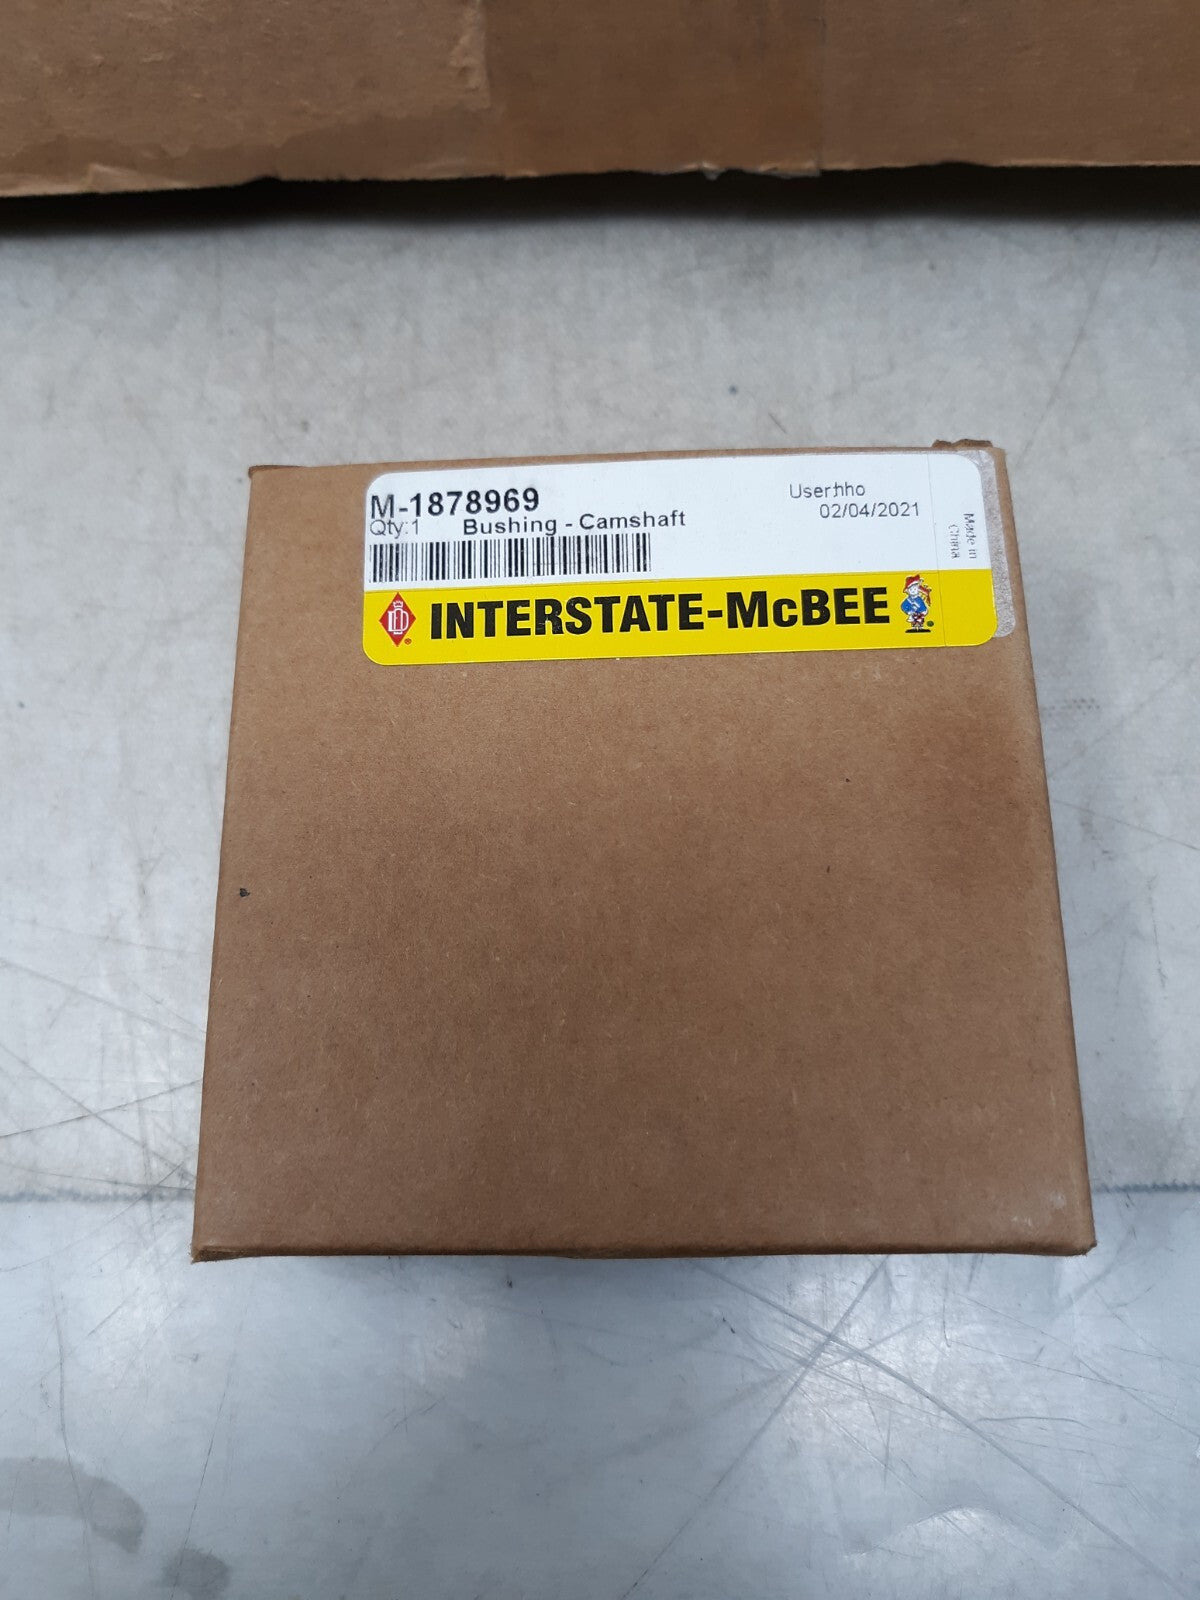 M-1878969
Qty:1 Bushing - Camshaft
User:hho
02/04/2021
Made in
China
INTERSTATE-McBEE